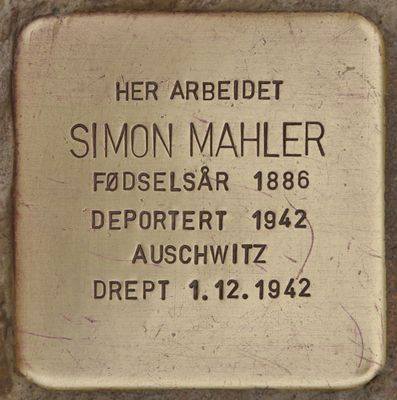 HER ARBEIDET
SIMON MAHLER
FØDSELSÅR 1886
DEPORTERT 1942
AUSCHWITZ
DREPT 1.12.1942